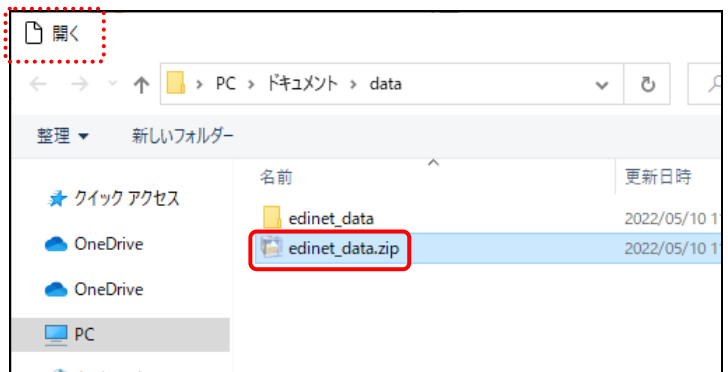 開く
PC › ドキュメント › data
整理 新しいフォルダー
名前 更新日時
クイック アクセス
edinet_data 2022/05/10 1
OneDrive
edinet_data.zip 2022/05/10 1
OneDrive
PC